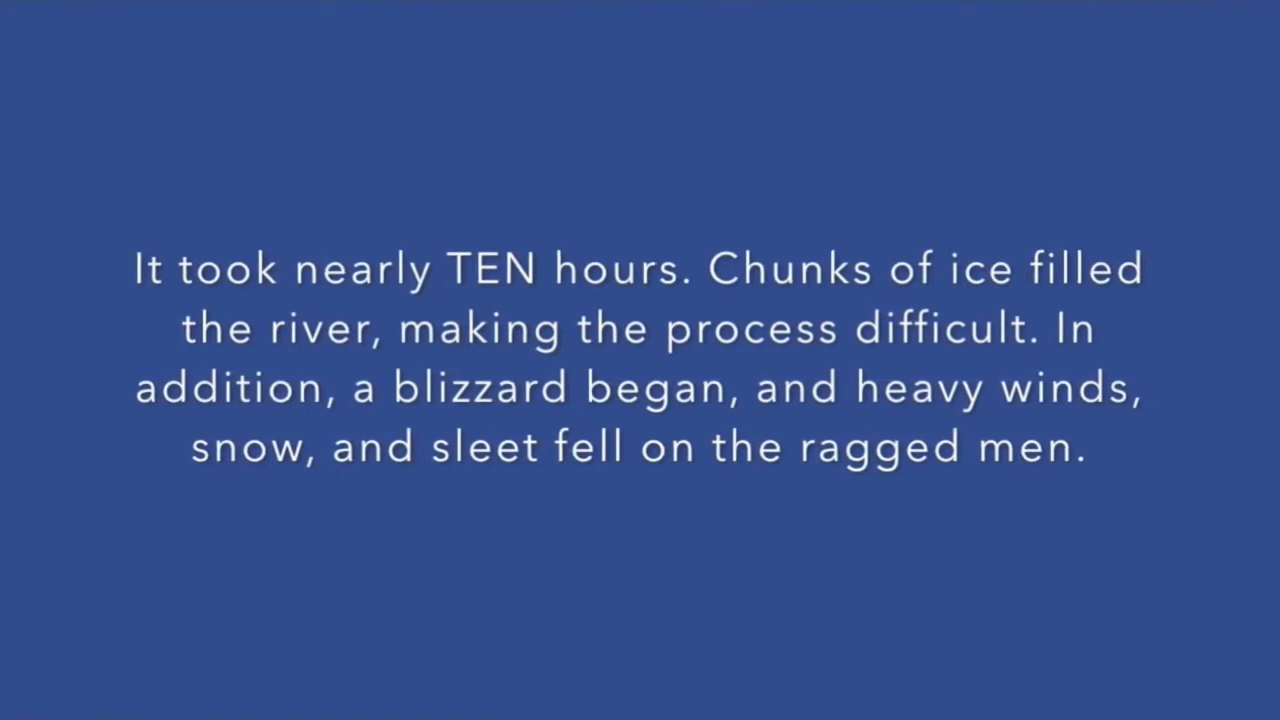 It took nearly TEN hours. Chunks of ice filled
the river, making the process difficult. In
addition, a blizzard began, and heavy winds,
snow, and sleet fell on the ragged men.